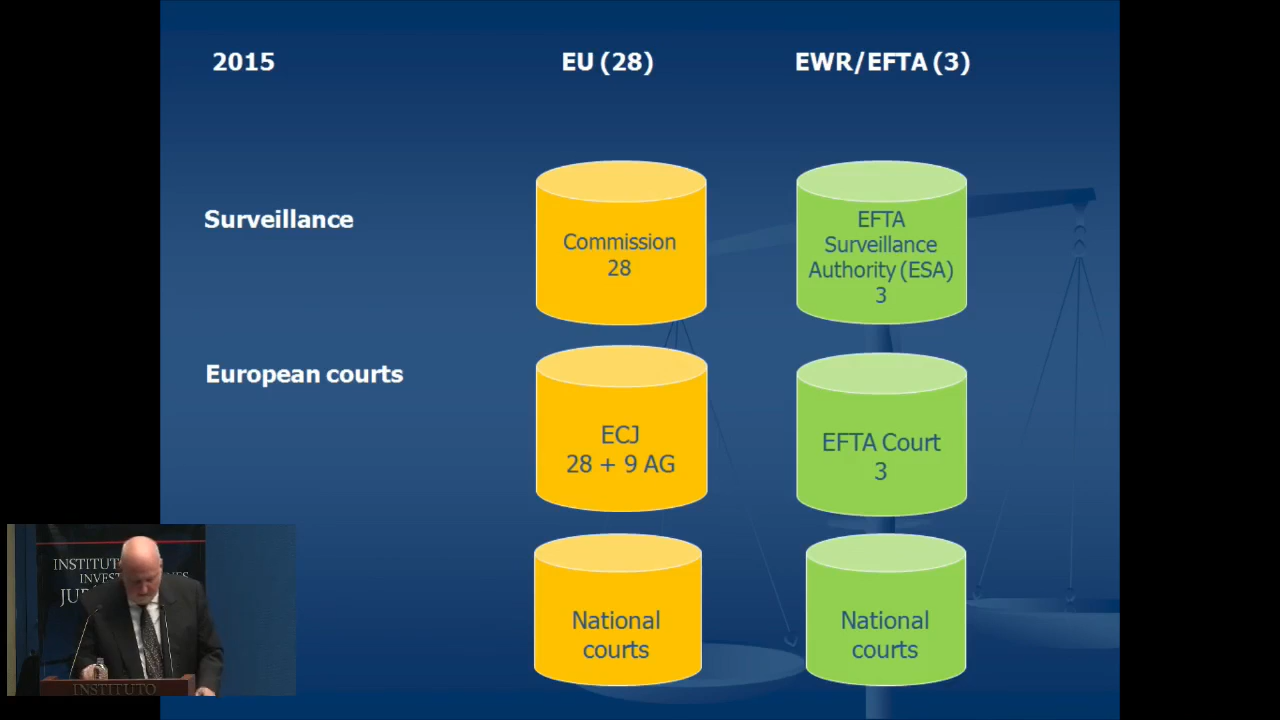 2015
EU (28)
EWR/EFTA (3)
Surveillance
Commission
28
EFTA
Surveillance
Authority (ESA)
3
European courts
ECJ
28 + 9 AG
EFTA Court
3
National
courts
National
courts
INSTITUTO